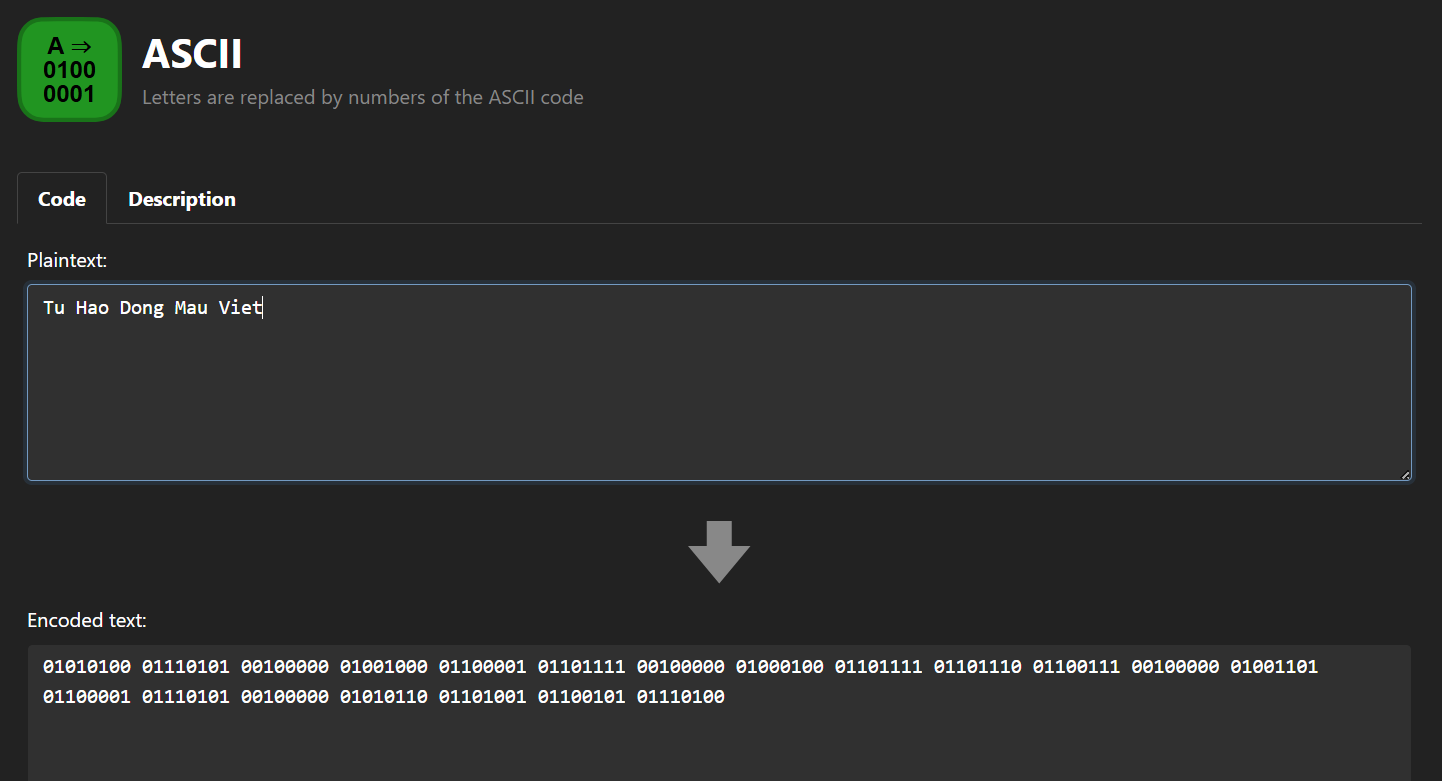 A ⇒
0100
0001
ASCII
Letters are replaced by numbers of the ASCII code
Code
Description
Plaintext:
Tu Hao Dong Mau Viet
Encoded text:
01010100 01110101 00100000 01001000 01100001 01101111 00100000 01000100 01101111 01101110 01100111 00100000 01001101
01100001 01110101 00100000 01010110 01101001 01100101 01110100